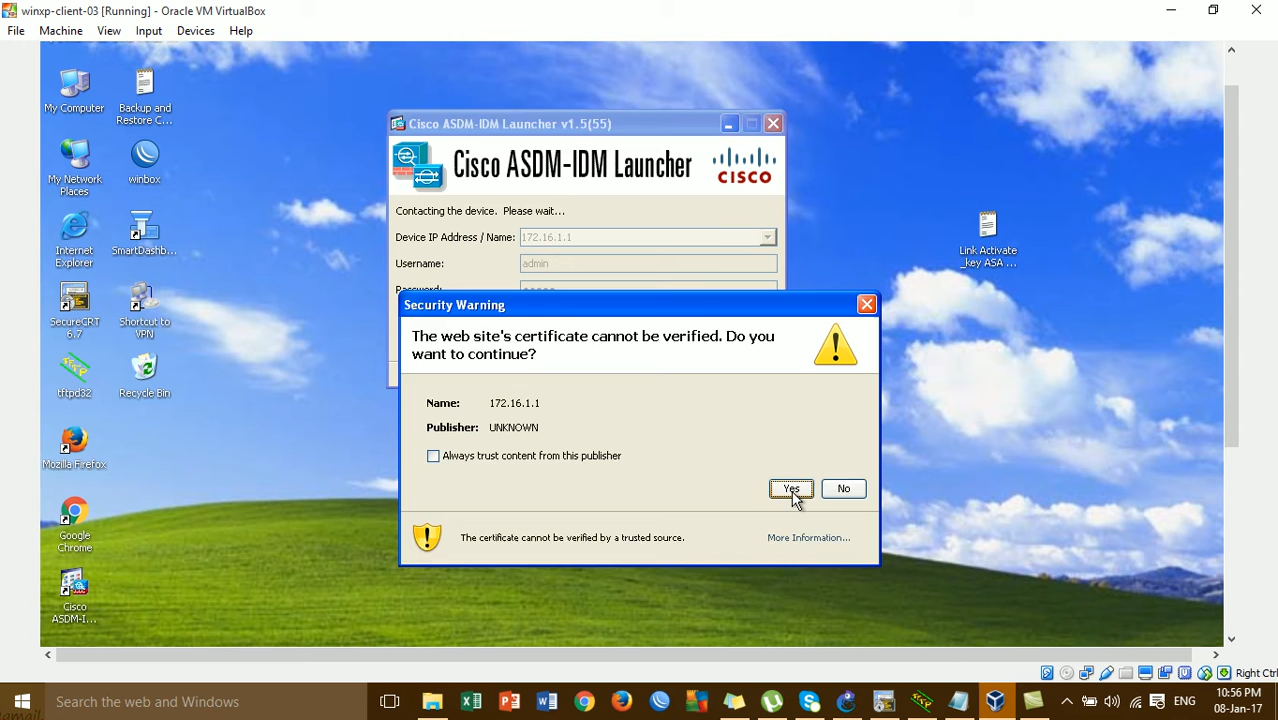 winxp-client-03 [Running] - Oracle VM VirtualBox
File Machine View Input Devices Help
My Computer
Backup and
Restore C...
My Network
Places
winbox
Internet
Explorer
SmartDashb...
SecureCRT
6.7
Shortcut to
VPN
tftpd32
Recycle Bin
Mozilla Firefox
Google
Chrome
Cisco
ASDM-I...
Link Activate
_key ASA ...
Cisco ASDM-IDM Launcher v1.5(55)
Cisco ASDM-IDM Launcher
CISCO
Contacting the device. Please wait...
Device IP Address / Name: 172.16.1.1
Username: admin
Password:
Security Warning
The web site's certificate cannot be verified. Do you
want to continue?
Name: 172.16.1.1
Publisher: UNKNOWN
Always trust content from this publisher
Yes No
The certificate cannot be verified by a trusted source. More Information...
Right Ctrl
Search the web and Windows
ENG
10:56 PM
08-Jan-17